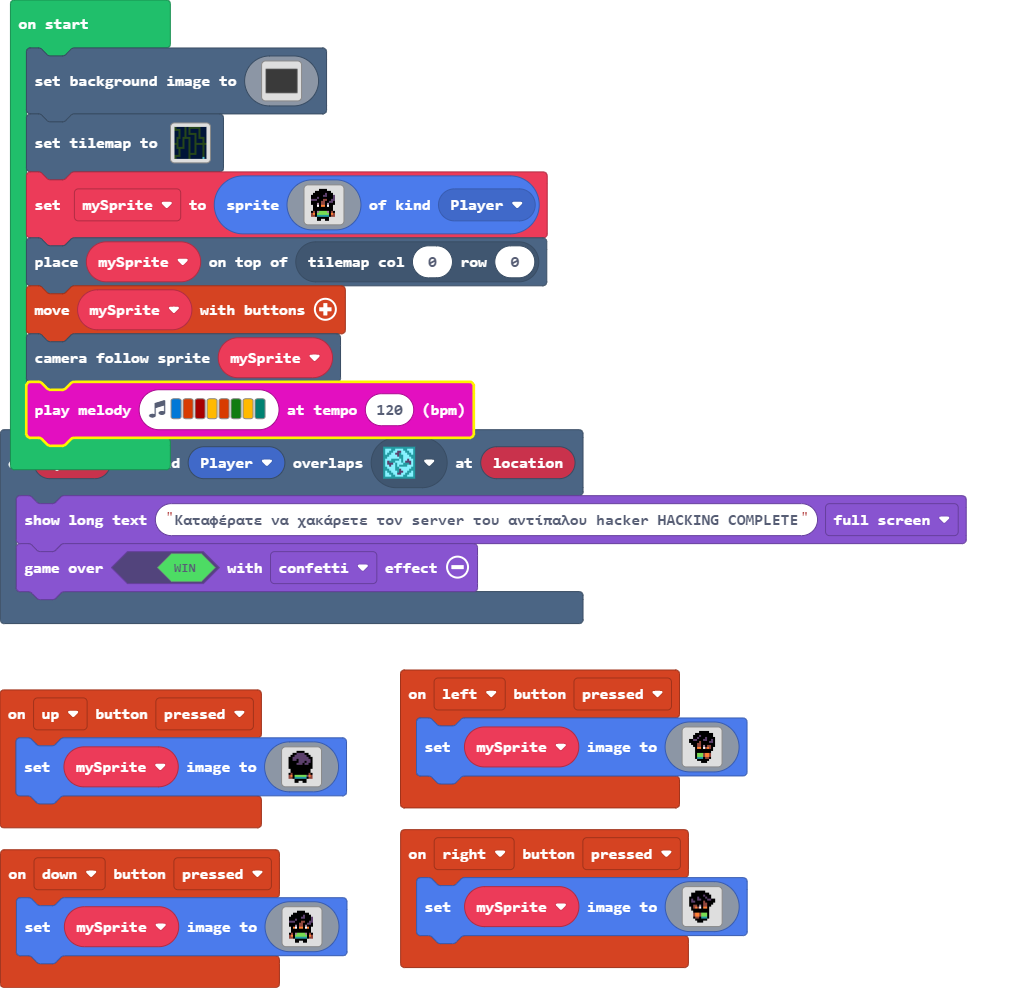 on start
set background image to
set tilemap to
set mySprite to sprite of kind Player
place mySprite on top of tilemap col 0 row 0
move mySprite with buttons
camera follow sprite mySprite
play melody at tempo 120 (bpm)
Player overlaps at location
show long text "Καταφέρατε να χακάρετε τον server του αντίπαλου hacker HACKING COMPLETE" full screen
game over WIN with confetti effect
on up button pressed
set mySprite image to
on left button pressed
set mySprite image to
on down button pressed
set mySprite image to
on right button pressed
set mySprite image to